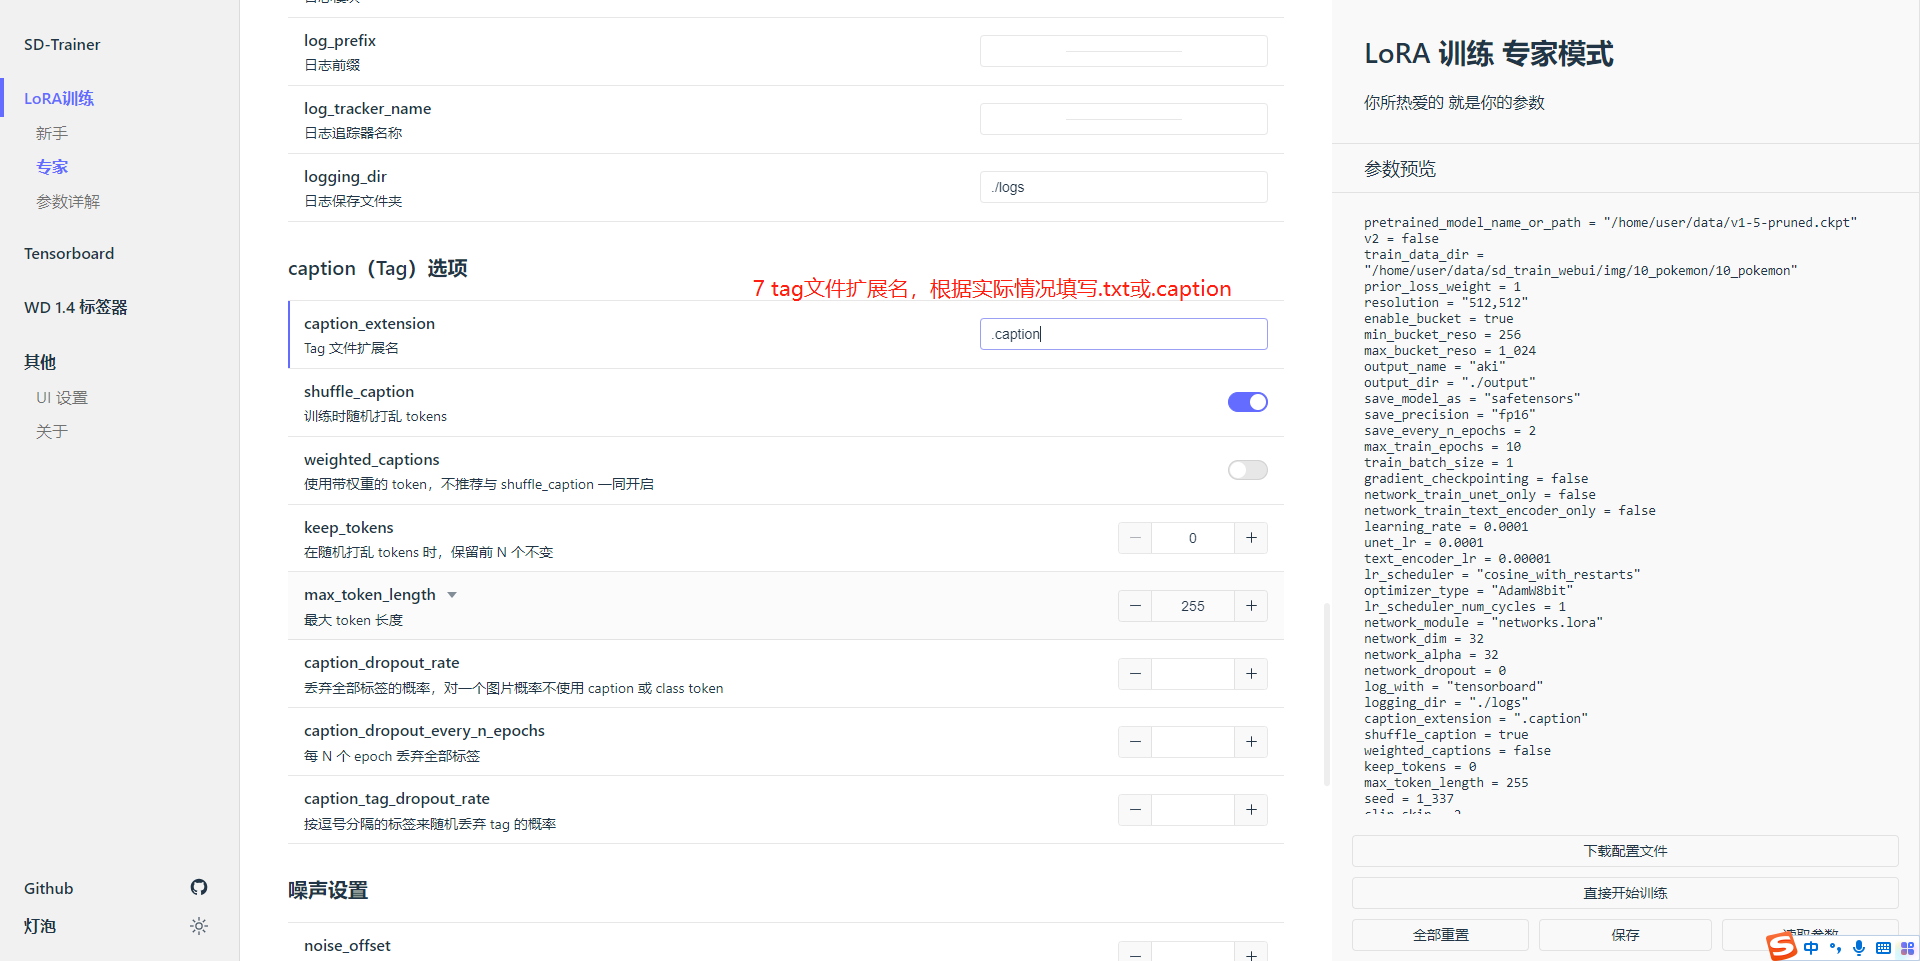 SD-Trainer
LoRA训练
新手
专家
参数详解
Tensorboard
WD 1.4 标签器
其他
UI 设置
关于
Github
灯泡
log_prefix
日志前缀
log_tracker_name
日志追踪器名称
logging_dir
日志保存文件夹
./logs
caption（Tag）选项
7 tag文件扩展名，根据实际情况填写.txt或.caption
caption_extension
Tag 文件扩展名
.caption
shuffle_caption
训练时随机打乱 tokens
weighted_captions
使用带权重的 token，不推荐与 shuffle_caption 一同开启
keep_tokens
在随机打乱 tokens 时，保留前 N 个不变
0
max_token_length
最大 token 长度
255
caption_dropout_rate
丢弃全部标签的概率，对一个图片概率不使用 caption 或 class token
caption_dropout_every_n_epochs
每 N 个 epoch 丢弃全部标签
caption_tag_dropout_rate
按逗号分隔的标签来随机丢弃 tag 的概率
噪声设置
noise_offset
LoRA 训练 专家模式
你所热爱的 就是你的参数
参数预览
pretrained_model_name_or_path = "/home/user/data/v1-5-pruned.ckpt"
v2 = false
train_data_dir =
"/home/user/data/sd_train_webui/img/10_pokemon/10_pokemon"
prior_loss_weight = 1
resolution = "512,512"
enable_bucket = true
min_bucket_reso = 256
max_bucket_reso = 1_024
output_name = "aki"
output_dir = "./output"
save_model_as = "safetensors"
save_precision = "fp16"
save_every_n_epochs = 2
max_train_epochs = 10
train_batch_size = 1
gradient_checkpointing = false
network_train_unet_only = false
network_train_text_encoder_only = false
learning_rate = 0.0001
unet_lr = 0.0001
text_encoder_lr = 0.00001
lr_scheduler = "cosine_with_restarts"
optimizer_type = "AdamW8bit"
lr_scheduler_num_cycles = 1
network_module = "networks.lora"
network_dim = 32
network_alpha = 32
network_dropout = 0
log_with = "tensorboard"
logging_dir = "./logs"
caption_extension = ".caption"
shuffle_caption = true
weighted_captions = false
keep_tokens = 0
max_token_length = 255
seed = 1_337
下载配置文件
直接开始训练
全部重置
保存
读取参数
中